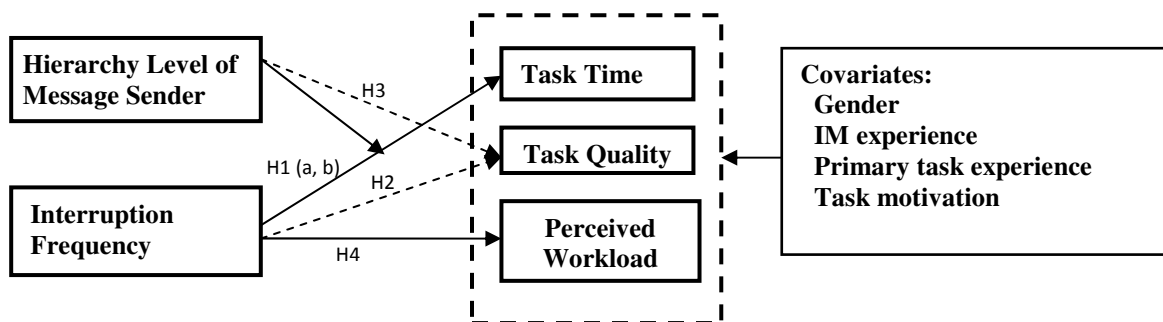 Hierarchy Level of
Message Sender
Interruption
Frequency
H3
H1 (a, b)
H2
H4
Task Time
Task Quality
Perceived
Workload
Covariates:
Gender
IM experience
Primary task experience
Task motivation